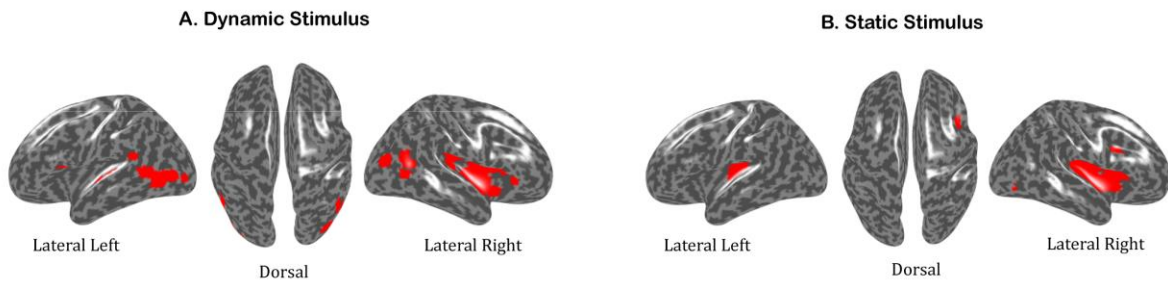 A. Dynamic Stimulus
Lateral Left
Dorsal
Lateral Right
B. Static Stimulus
Lateral Left
Dorsal
Lateral Right